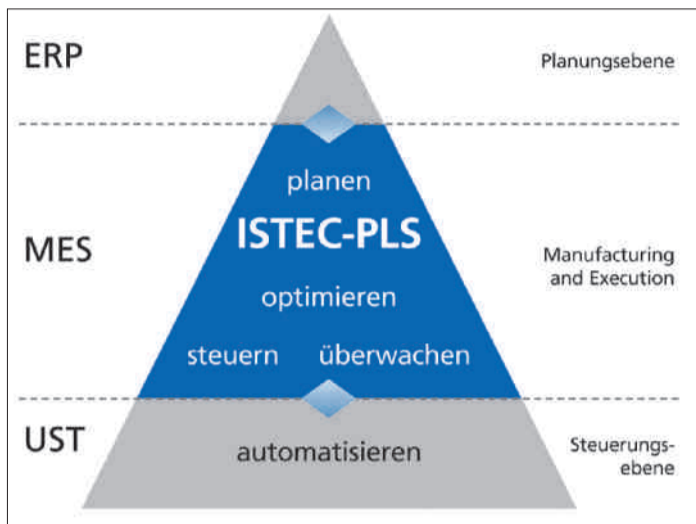 ERP
Planungsebene
planen
ISTEC-PLS
MES
Manufacturing
and Execution
optimieren
steuern überwachen
UST
automatisieren
Steuerungs-
ebene